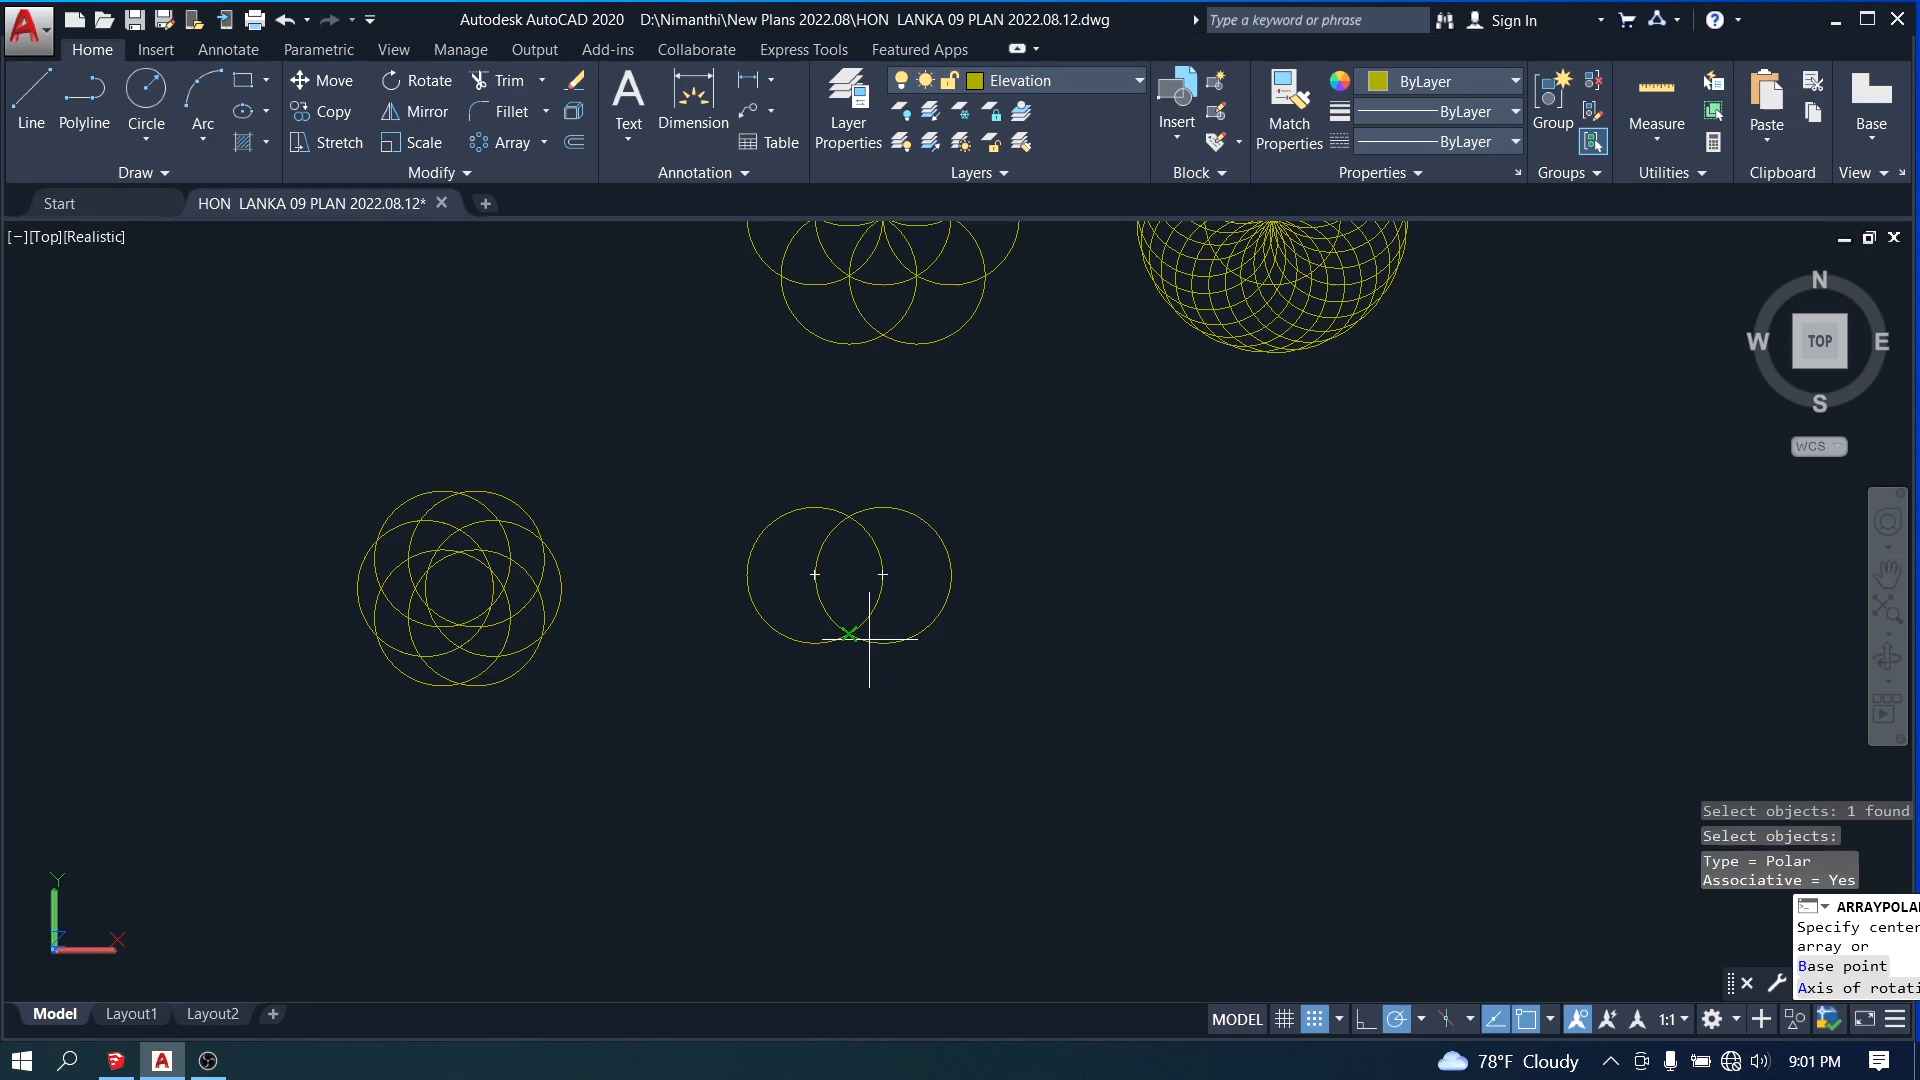 Autodesk AutoCAD 2020 D:\Nimanthi\New Plans 2022.08\HON LANKA 09 PLAN 2022.08.12.dwg
Type a keyword or phrase
Sign In
Home Insert Annotate Parametric View Manage Output Add-ins Collaborate Express Tools Featured Apps
Line Polyline Circle Arc
Move Rotate Trim
Copy Mirror Fillet
Stretch Scale Array
Text Dimension Table
Layer Properties
Elevation
Insert
Match Properties
ByLayer
ByLayer
ByLayer
Group
Measure
Paste
Base
Draw Modify Annotation Layers Block Properties Groups Utilities Clipboard View
Start HON LANKA 09 PLAN 2022.08.12*
[−][Top][Realistic]
N
W TOP E
S
WCS
Select objects: 1 found
Select objects:
Type = Polar
Associative = Yes
ARRAYPOLA
Specify center
array or
Base point
Axis of rotati
Y
Z
X
Model Layout1 Layout2
MODEL 1:1
78°F Cloudy 9:01 PM